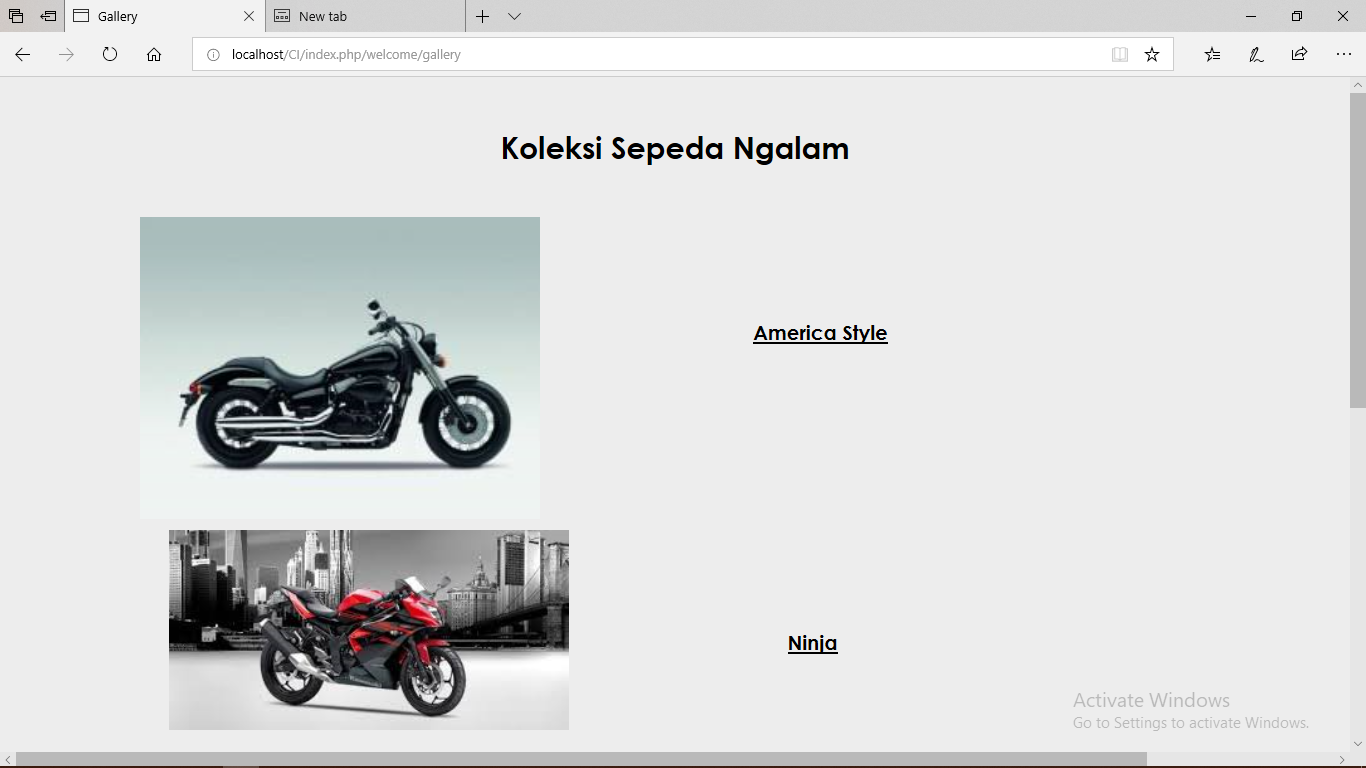 Gallery
New tab
localhost/CI/index.php/welcome/gallery
Koleksi Sepeda Ngalam
America Style
Ninja
Activate Windows
Go to Settings to activate Windows.